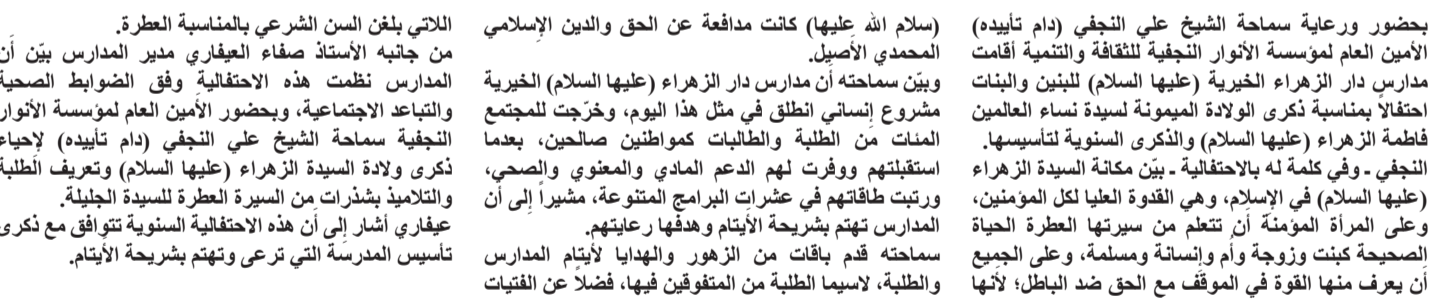 بحضور ورعاية سماحة الشيخ علي النجفي (دام تأييده)
الأمين العام لمؤسسة الأنوار النجفية للثقافة والتنمية أقامت
مدارس دار الزهراء الخيرية (عليها السلام) للبنين والبنات
احتفالاً بمناسبة ذكرى الولادة الميمونة لسيدة نساء العالمين
فاطمة الزهراء (عليها السلام) والذكرى السنوية لتأسيسها.
النجفي ـ وفي كلمة له بالاحتفالية ـ بيّن مكانة السيدة الزهراء
(عليها السلام) في الإسلام، وهي القدوة العليا لكل المؤمنين،
وعلى المرأة المؤمنة أن تتعلم من سيرتها العطرة الحياة
الصحيحة كبنت وزوجة وأم وإنسانة ومسلمة، وعلى الجميع
أن يعرف منها القوة في الموقف مع الحق ضد الباطل؛ لأنها
(سلام الله عليها) كانت مدافعة عن الحق والدين الإسلامي
المحمدي الأصيل.
وبيّن سماحته أن مدارس دار الزهراء (عليها السلام) الخيرية
مشروع إنساني انطلق في مثل هذا اليوم، وخرّجت للمجتمع
المئات من الطلبة والطالبات كمواطنين صالحين، بعدما
استقبلتهم ووفرت لهم الدعم المادي والمعنوي والصحي،
ورتبت طاقاتهم في عشرات البرامج المتنوعة، مشيراً إلى أن
المدارس تهتم بشريحة الأيتام وهدفها رعايتهم.
سماحته قدم باقات من الزهور والهدايا لأيتام المدارس
والطلبة، لاسيما الطلبة من المتفوقين فيها، فضلاً عن الفتيات
اللاتي بلغن السن الشرعي بالمناسبة العطرة.
من جانبه الأستاذ صفاء العيفاري مدير المدارس بيّن أن
المدارس نظمت هذه الاحتفالية وفق الضوابط الصحية
والتباعد الاجتماعية، وبحضور الأمين العام لمؤسسة الأنوار
النجفية سماحة الشيخ علي النجفي (دام تأييده) لإحياء
ذكرى ولادة السيدة الزهراء (عليها السلام) وتعريف الطلبة
والتلاميذ بشذرات من السيرة العطرة للسيدة الجليلة.
عيفاري أشار إلى أن هذه الاحتفالية السنوية تتوافق مع ذكرى
تأسيس المدرسة التي ترعى وتهتم بشريحة الأيتام.